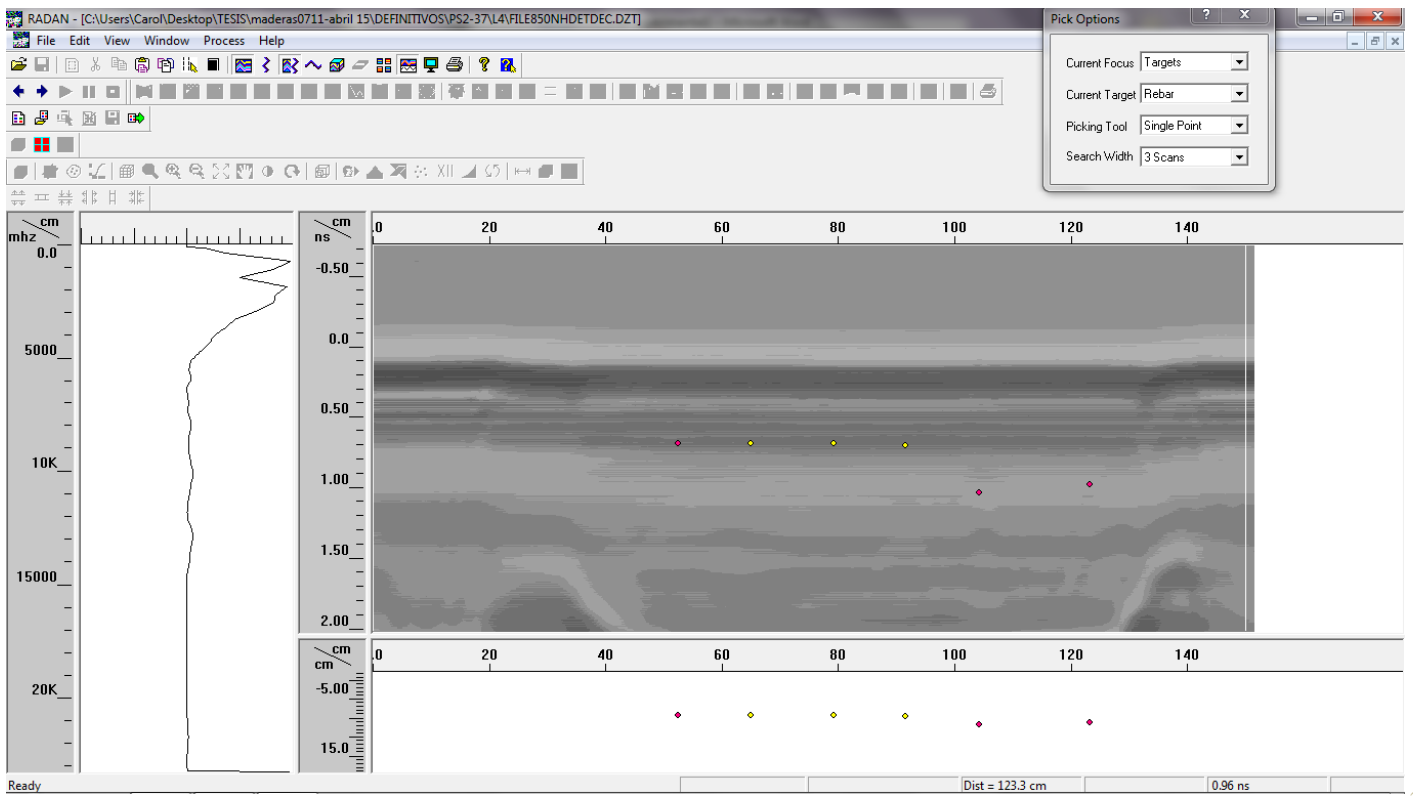 RADAN - [C:\Users\Carol\Desktop\TESIS\maderas0711-abril 15\DEFINITIVOS\PS2-37\L4\FILE850NHDETDEC.DZT]
File Edit View Window Process Help
Pick Options
Current Focus Targets
Current Target Rebar
Picking Tool Single Point
Search Width 3 Scans
XII
cm
mhz
0.0
5000
10K
15000
20K
cm
ns
.0 20 40 60 80 100 120 140
-0.50
0.0
0.50
1.00
1.50
2.00
cm
cm
.0 20 40 60 80 100 120 140
-5.00
15.0
Ready
Dist = 123.3 cm
0.96 ns